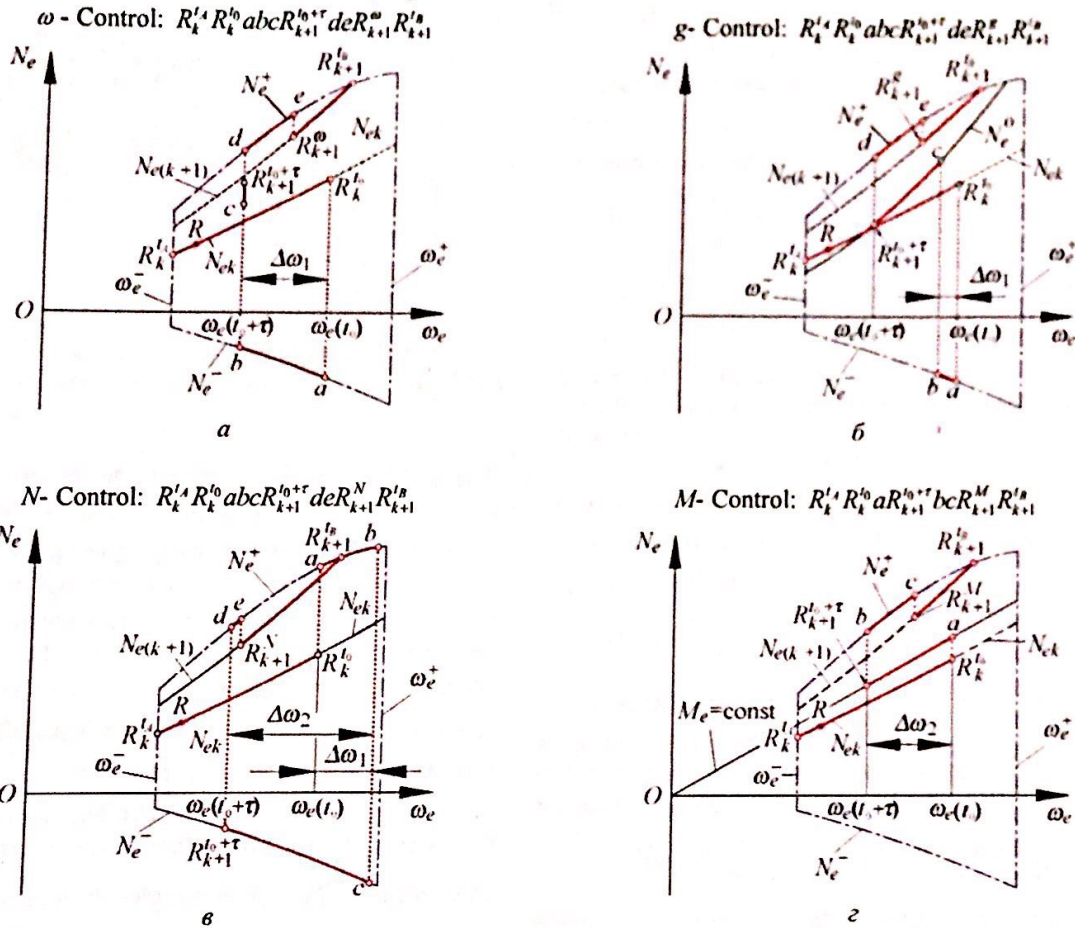 ω - Control: R_k^{t_A} R_k^{t_0} abc R_{k+1}^{t_0+τ} de R_{k+1}^ω R_{k+1}^{t_B}
N_e
R_{k+1}^{t_B}
N_e^+
e
d
R_{k+1}^ω
N_{ek}
N_{e(k+1)}
R_{k+1}^{t_0+τ}
c
R_k^{t_0}
R
R_k^{t_A}
N_{ek}
Δω_1
ω_e^-
ω_e^+
O
ω_e(t_0+τ)
ω_e(t_0)
ω_e
b
N_e^-
a
а
g- Control: R_k^{t_A} R_k^{t_0} abc R_{k+1}^{t_0+τ} de R_{k+1}^g R_{k+1}^{t_B}
N_e
R_{k+1}^{t_B}
R_{k+1}^g
N_e^+
e
d
N_e^ω
c
N_{e(k+1)}
N_{ek}
R_k^{t_0}
R
R_k^{t_A}
R_{k+1}^{t_0+τ}
Δω_1
ω_e^-
ω_e^+
O
ω_e(t_0+τ)
ω_e(t_0)
ω_e
N_e^-
b
a
б
N- Control: R_k^{t_A} R_k^{t_0} abc R_{k+1}^{t_0+τ} de R_{k+1}^N R_{k+1}^{t_B}
N_e
R_{k+1}^{t_B}
b
N_e^+
a
e
d
N_{ek}
N_{e(k+1)}
R_{k+1}^N
R_k^{t_0}
R
ω_e^+
R_k^{t_A}
N_{ek}
Δω_2
ω_e^-
Δω_1
O
ω_e(t_0+τ)
ω_e(t_0)
ω_e
N_e^-
R_{k+1}^{t_0+τ}
c
в
M- Control: R_k^{t_A} R_k^{t_0} a R_{k+1}^{t_0+τ} bc R_{k+1}^M R_{k+1}^{t_B}
N_e
R_{k+1}^{t_B}
N_e^+
c
R_{k+1}^{t_0+τ}
b
R_{k+1}^M
a
N_{e(k+1)}
N_{ek}
R_k^{t_0}
M_e=const
R
R_k^{t_A}
N_{ek}
Δω_2
ω_e^-
ω_e^+
O
ω_e(t_0+τ)
ω_e(t_0)
ω_e
N_e^-
г